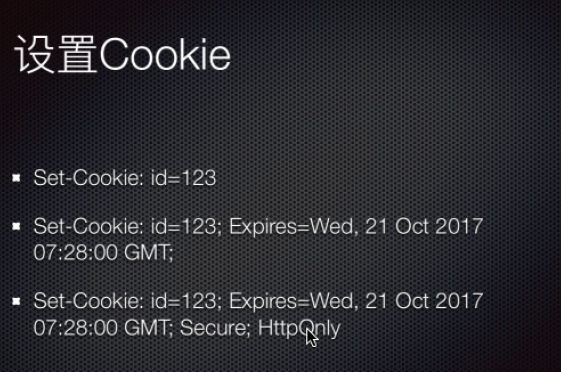 设置Cookie
Set-Cookie: id=123
Set-Cookie: id=123; Expires=Wed, 21 Oct 2017
07:28:00 GMT;
Set-Cookie: id=123; Expires=Wed, 21 Oct 2017
07:28:00 GMT; Secure; HttpOnly